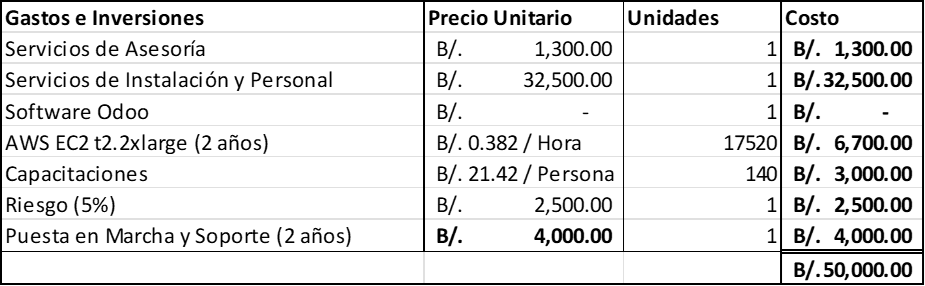 Gastos e Inversiones Precio Unitario Unidades Costo
Servicios de Asesoría B/. 1,300.00 1 B/. 1,300.00
Servicios de Instalación y Personal B/. 32,500.00 1 B/. 32,500.00
Software Odoo B/. - 1 B/. -
AWS EC2 t2.2xlarge (2 años) B/. 0.382 / Hora 17520 B/. 6,700.00
Capacitaciones B/. 21.42 / Persona 140 B/. 3,000.00
Riesgo (5%) B/. 2,500.00 1 B/. 2,500.00
Puesta en Marcha y Soporte (2 años) B/. 4,000.00 1 B/. 4,000.00
B/. 50,000.00